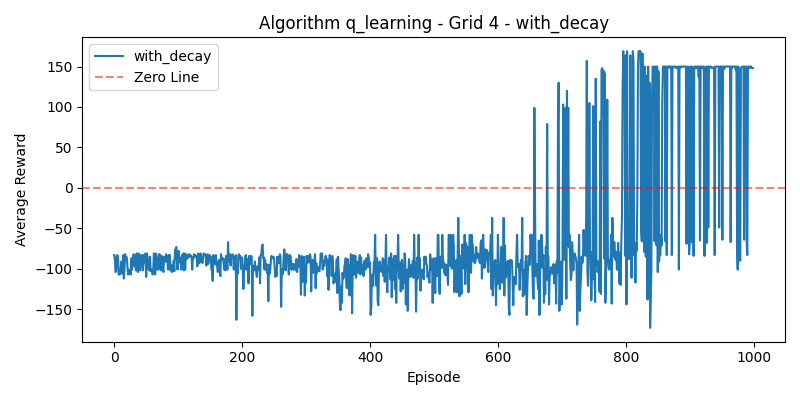 Algorithm q_learning - Grid 4 - with_decay
with_decay
Zero Line
Average Reward
150
100
50
0
−50
−100
−150
0
200
400
600
800
1000
Episode